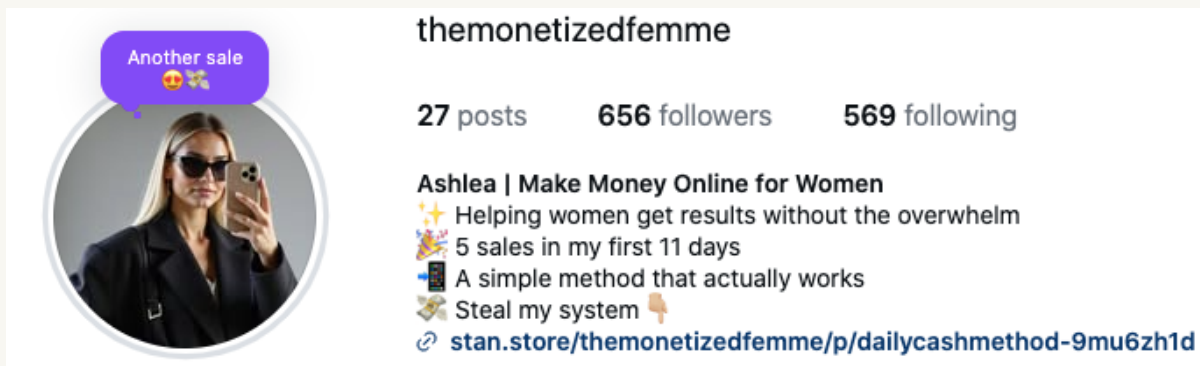 themonetizedfemme
Another sale
😍💸
27 posts 656 followers 569 following
Ashlea | Make Money Online for Women
✨ Helping women get results without the overwhelm
🎉 5 sales in my first 11 days
📲 A simple method that actually works
💸 Steal my system 👇🏼
stan.store/themonetizedfemme/p/dailycashmethod-9mu6zh1d